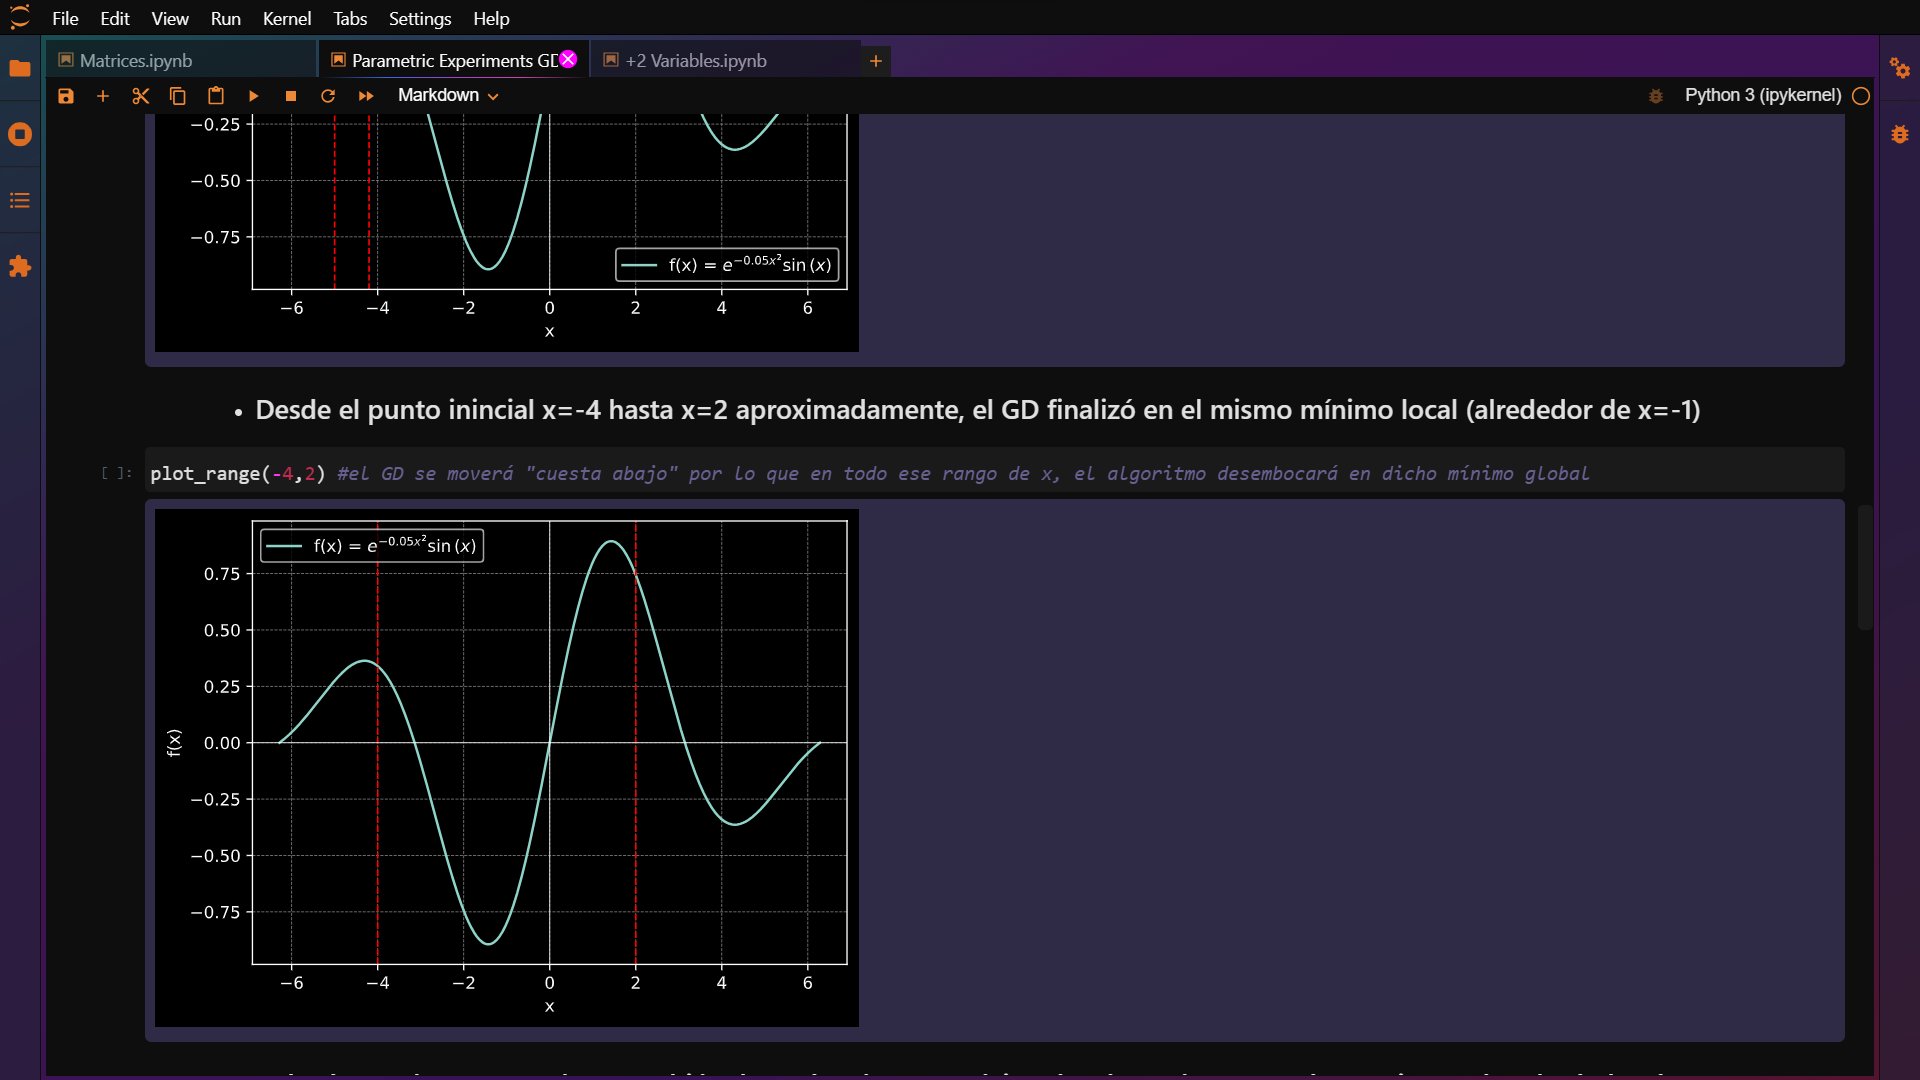 File Edit View Run Kernel Tabs Settings Help
Matrices.ipynb
Parametric Experiments GD
+2 Variables.ipynb
Markdown
Python 3 (ipykernel)
−0.25
−0.50
−0.75
f(x) = e^−0.05x² sin (x)
−6 −4 −2 0 2 4 6
x
• Desde el punto inincial x=-4 hasta x=2 aproximadamente, el GD finalizó en el mismo mínimo local (alrededor de x=-1)
[ ]: plot_range(-4,2) #el GD se moverá "cuesta abajo" por lo que en todo ese rango de x, el algoritmo desembocará en dicho mínimo global
f(x) = e^−0.05x² sin (x)
0.75
0.50
0.25
0.00
−0.25
−0.50
−0.75
f(x)
−6 −4 −2 0 2 4 6
x